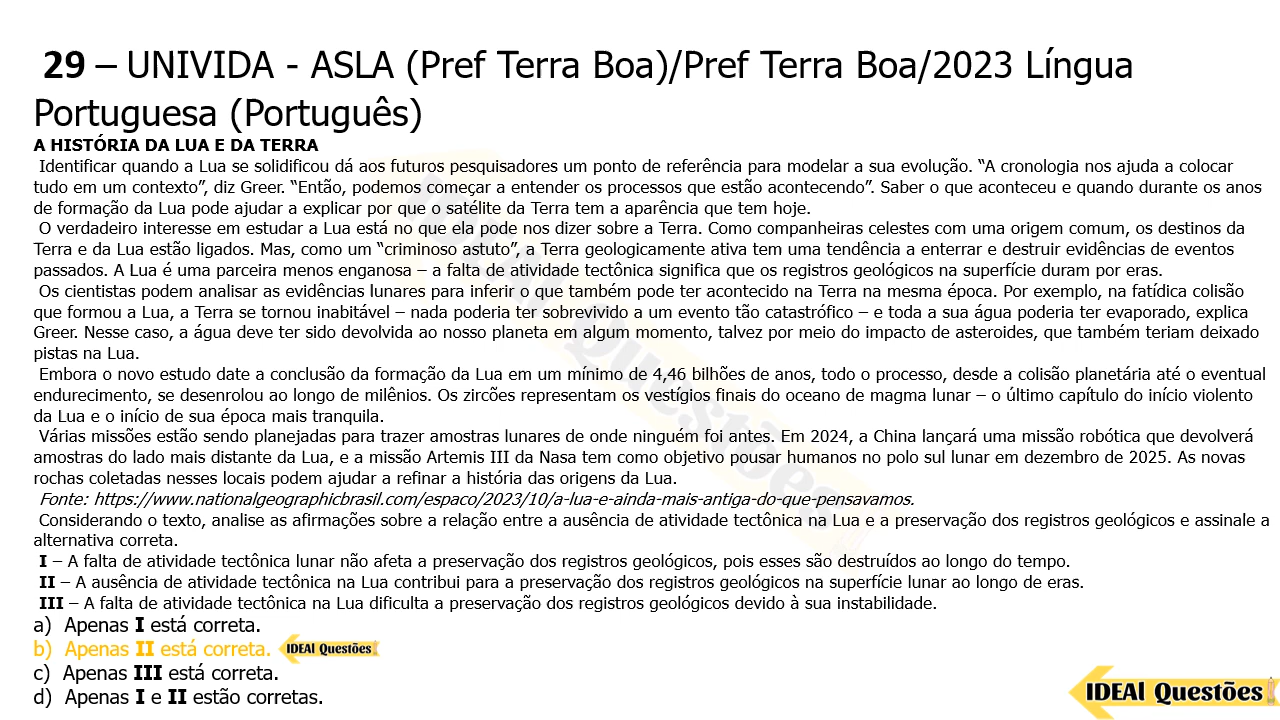 29 – UNIVIDA - ASLA (Pref Terra Boa)/Pref Terra Boa/2023 Língua
Portuguesa (Português)
A HISTÓRIA DA LUA E DA TERRA
Identificar quando a Lua se solidificou dá aos futuros pesquisadores um ponto de referência para modelar a sua evolução. “A cronologia nos ajuda a colocar
tudo em um contexto”, diz Greer. “Então, podemos começar a entender os processos que estão acontecendo”. Saber o que aconteceu e quando durante os anos
de formação da Lua pode ajudar a explicar por que o satélite da Terra tem a aparência que tem hoje.
O verdadeiro interesse em estudar a Lua está no que ela pode nos dizer sobre a Terra. Como companheiras celestes com uma origem comum, os destinos da
Terra e da Lua estão ligados. Mas, como um “criminoso astuto”, a Terra geologicamente ativa tem uma tendência a enterrar e destruir evidências de eventos
passados. A Lua é uma parceira menos enganosa – a falta de atividade tectônica significa que os registros geológicos na superfície duram por eras.
Os cientistas podem analisar as evidências lunares para inferir o que também pode ter acontecido na Terra na mesma época. Por exemplo, na fatídica colisão
que formou a Lua, a Terra se tornou inabitável – nada poderia ter sobrevivido a um evento tão catastrófico – e toda a sua água poderia ter evaporado, explica
Greer. Nesse caso, a água deve ter sido devolvida ao nosso planeta em algum momento, talvez por meio do impacto de asteroides, que também teriam deixado
pistas na Lua.
Embora o novo estudo date a conclusão da formação da Lua em um mínimo de 4,46 bilhões de anos, todo o processo, desde a colisão planetária até o eventual
endurecimento, se desenrolou ao longo de milênios. Os zircões representam os vestígios finais do oceano de magma lunar – o último capítulo do início violento
da Lua e o início de sua época mais tranquila.
Várias missões estão sendo planejadas para trazer amostras lunares de onde ninguém foi antes. Em 2024, a China lançará uma missão robótica que devolverá
amostras do lado mais distante da Lua, e a missão Artemis III da Nasa tem como objetivo pousar humanos no polo sul lunar em dezembro de 2025. As novas
rochas coletadas nesses locais podem ajudar a refinar a história das origens da Lua.
Fonte: https://www.nationalgeographicbrasil.com/espaco/2023/10/a-lua-e-ainda-mais-antiga-do-que-pensavamos.
Considerando o texto, analise as afirmações sobre a relação entre a ausência de atividade tectônica na Lua e a preservação dos registros geológicos e assinale a
alternativa correta.
I – A falta de atividade tectônica lunar não afeta a preservação dos registros geológicos, pois esses são destruídos ao longo do tempo.
II – A ausência de atividade tectônica na Lua contribui para a preservação dos registros geológicos na superfície lunar ao longo de eras.
III – A falta de atividade tectônica na Lua dificulta a preservação dos registros geológicos devido à sua instabilidade.
a) Apenas I está correta.
b) Apenas II está correta. IDEAl Questões
c) Apenas III está correta.
d) Apenas I e II estão corretas.
IDEAl Questões
IDEAl Questões